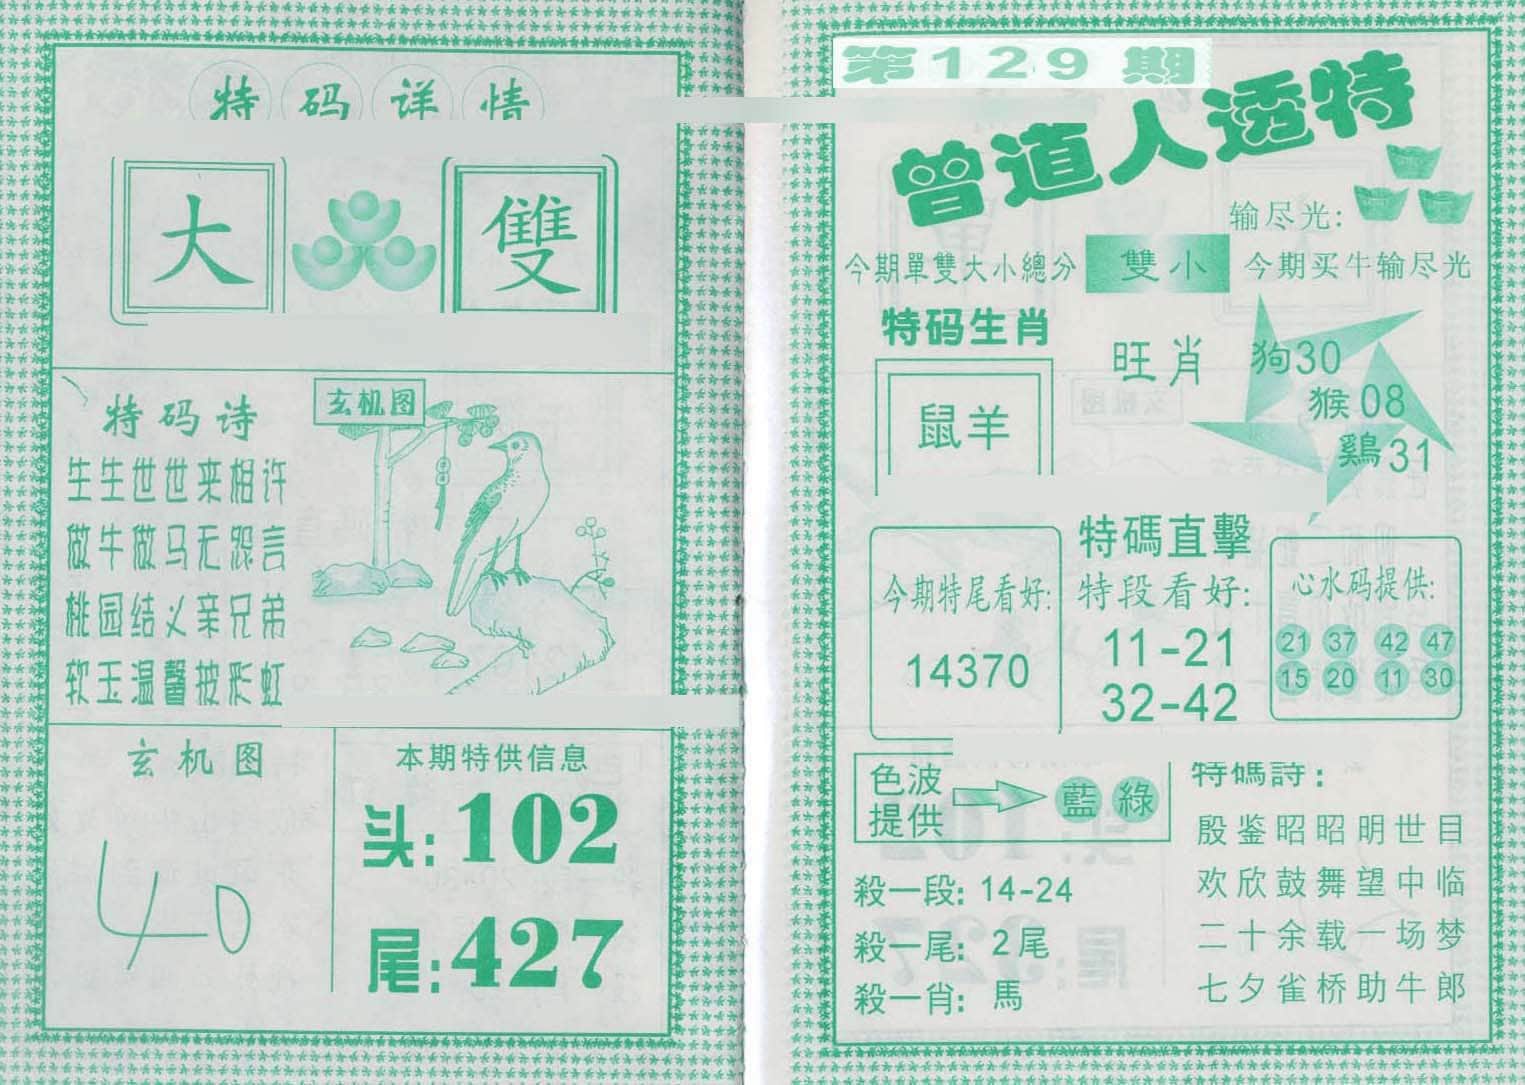 特码详情
大 雙
特码诗
生生世世来相许
做牛做马无怨言
桃园结义亲兄弟
软玉温馨披彩虹
玄机图
玄机图
40
本期特供信息
头:102
尾:427
第129期
曾道人透特
输尽光:
今期單雙大小總分 雙小 今期买牛输尽光
特码生肖
鼠羊
旺肖
狗30
猴08
鷄31
特碼直擊
今期特尾看好:
14370
特段看好:
11-21
32-42
心水码提供:
21 37 42 47
15 20 11 30
色波
提供
藍 綠
殺一段: 14-24
殺一尾: 2尾
殺一肖: 馬
特碼詩:
殷鉴昭昭明世目
欢欣鼓舞望中临
二十余载一场梦
七夕雀桥助牛郎